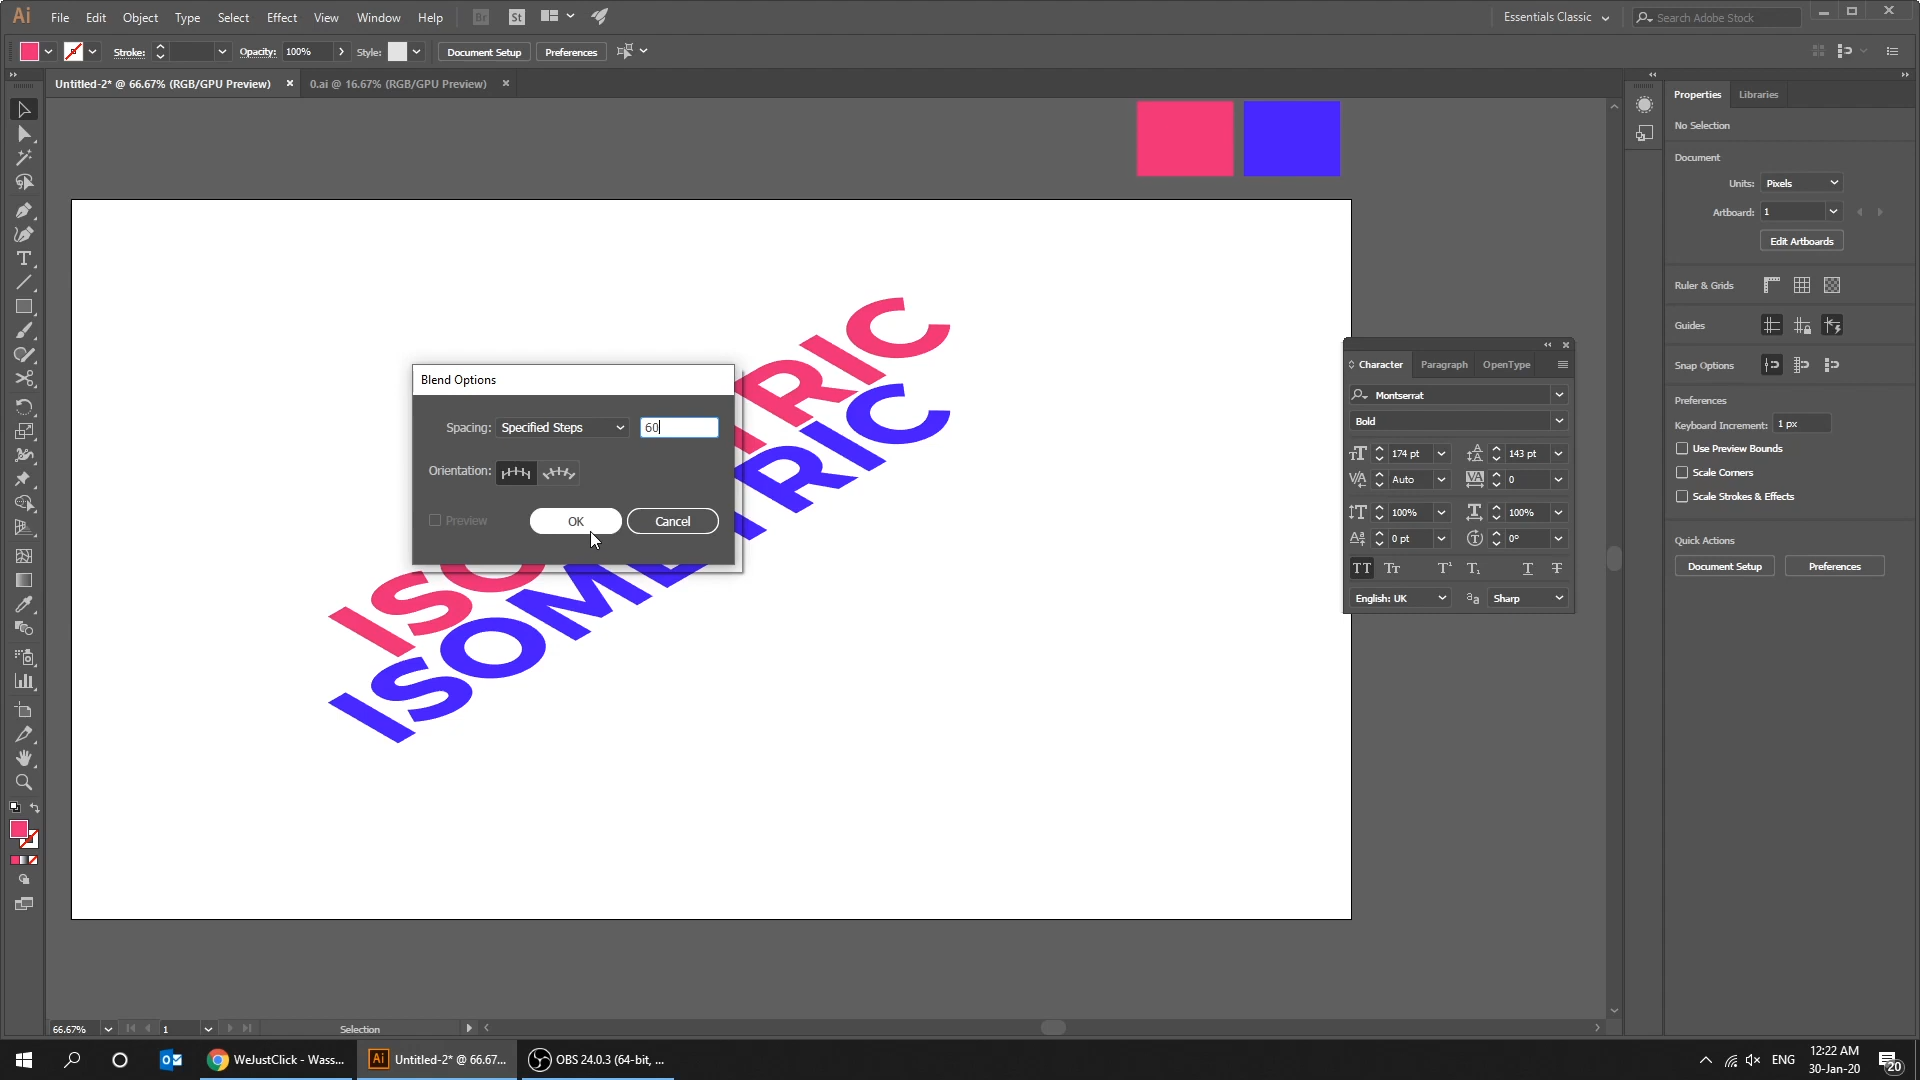 Ai File Edit Object Type Select Effect View Window Help Br St Essentials Classic Search Adobe Stock
Stroke: Opacity: 100% Style: Document Setup Preferences
Untitled-2* @ 66.67% (RGB/GPU Preview) 0.ai @ 16.67% (RGB/GPU Preview)
Properties Libraries
No Selection
Document
Units: Pixels
Artboard: 1
Edit Artboards
Ruler & Grids
Guides
Snap Options
Preferences
Keyboard Increment: 1 px
Use Preview Bounds
Scale Corners
Scale Strokes & Effects
Quick Actions
Document Setup Preferences
Character Paragraph OpenType
Montserrat
Bold
174 pt 143 pt
Auto 0
100% 100%
0 pt 0°
English: UK Sharp
Blend Options
Spacing: Specified Steps 60
Orientation:
Preview OK Cancel
ISO RIC
ISOMETRIC
66.67% 1 Selection
WeJustClick - Wass... Untitled-2* @ 66.67... OBS 24.0.3 (64-bit, ... ENG 12:22 AM
30-Jan-20 20